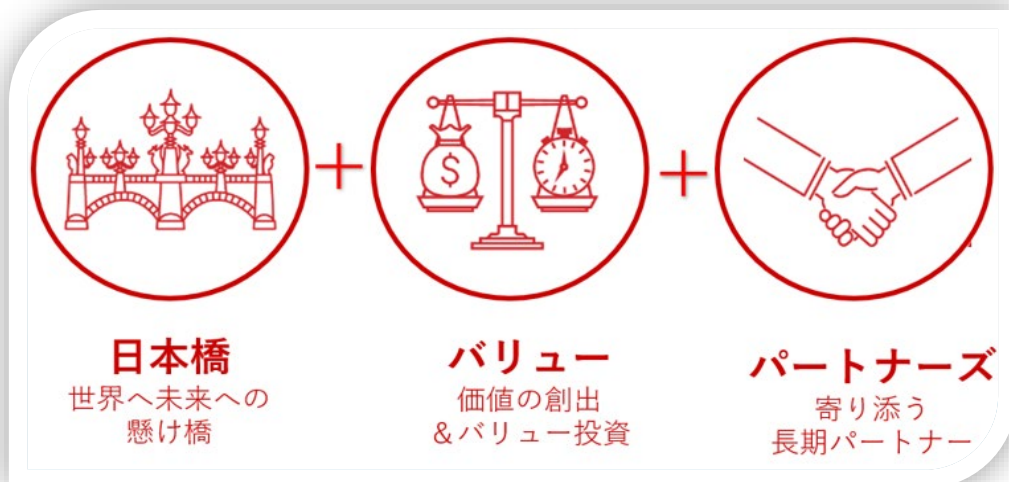 日本橋
世界へ未来への
懸け橋
バリュー
価値の創出
&バリュー投資
パートナーズ
寄り添う
長期パートナー
$